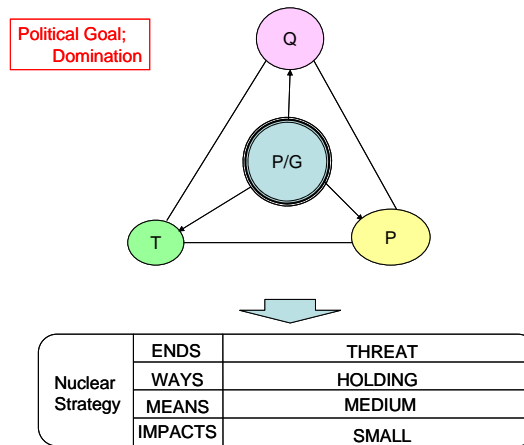 Political Goal;
Domination
Q
P/G
T
P
Nuclear
Strategy
ENDS
THREAT
WAYS
HOLDING
MEANS
MEDIUM
IMPACTS
SMALL